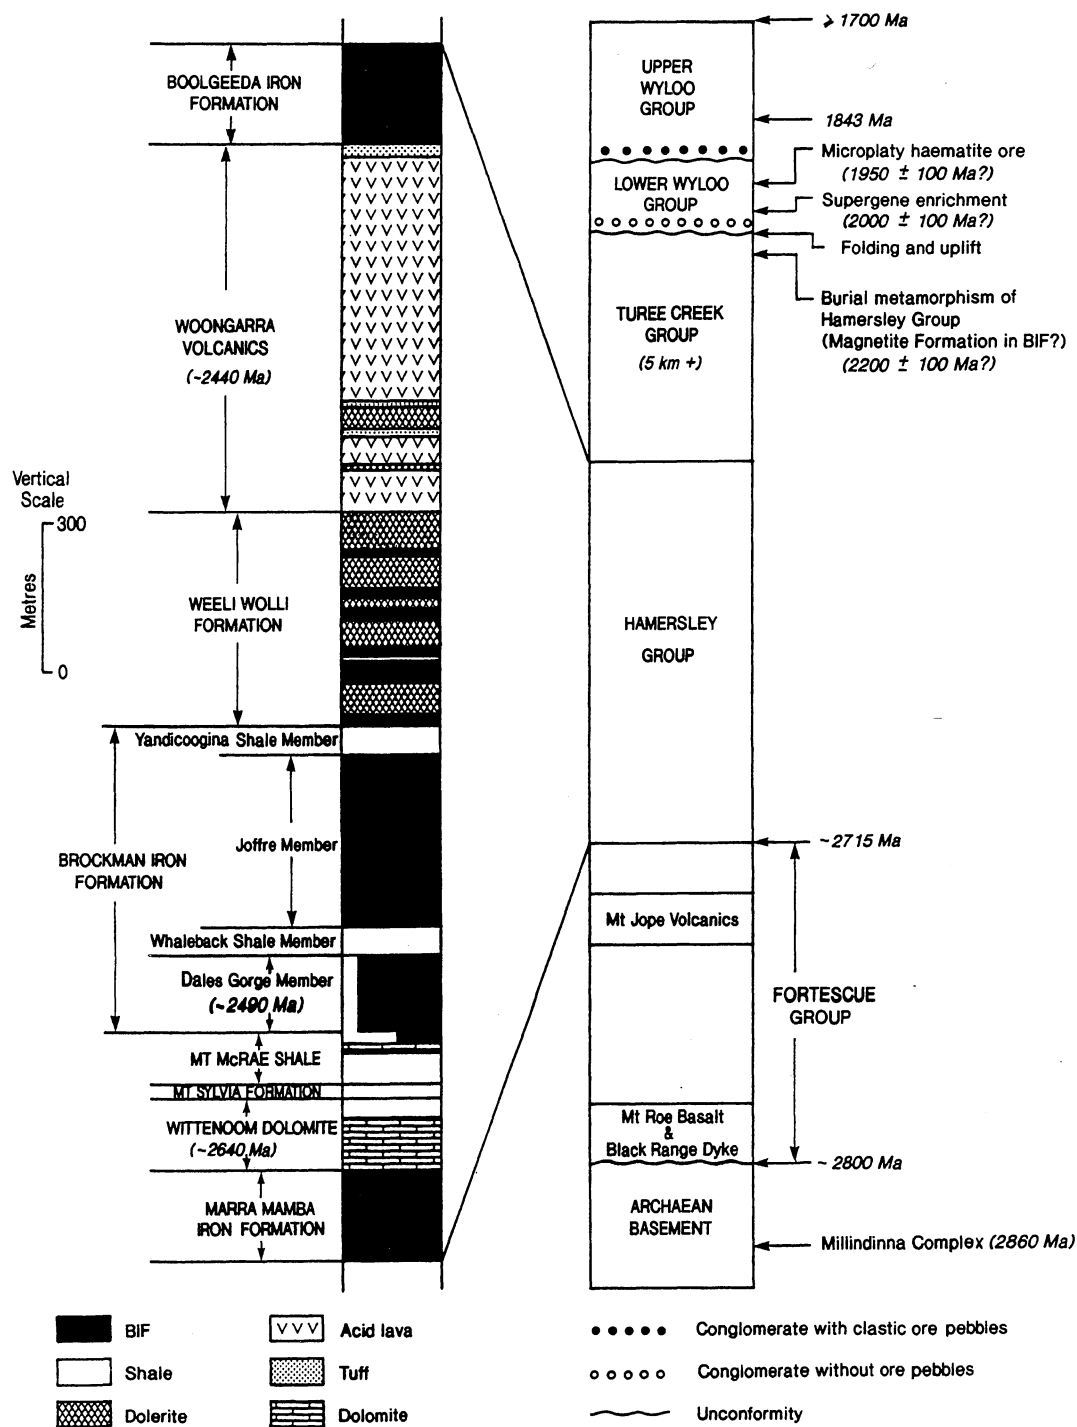 BOOLGEEDA IRON
FORMATION
WOONGARRA
VOLCANICS
(~2440 Ma)
Vertical
Scale
300
Metres
0
WEELI WOLLI
FORMATION
Yandicoogina Shale Member
Joffre Member
BROCKMAN IRON
FORMATION
Whaleback Shale Member
Dales Gorge Member
(~2490 Ma)
MT McRAE SHALE
MT SYLVIA FORMATION
WITTENOOM DOLOMITE
(~2640 Ma)
MARRA MAMBA
IRON FORMATION
UPPER
WYLOO
GROUP
LOWER WYLOO
GROUP
TUREE CREEK
GROUP
(5 km +)
HAMERSLEY
GROUP
Mt Jope Volcanics
Mt Roe Basalt
&
Black Range Dyke
ARCHAEAN
BASEMENT
⩾ 1700 Ma
1843 Ma
Microplaty haematite ore
(1950 ± 100 Ma?)
Supergene enrichment
(2000 ± 100 Ma?)
Folding and uplift
Burial metamorphism of
Hamersley Group
(Magnetite Formation in BIF?)
(2200 ± 100 Ma?)
~2715 Ma
FORTESCUE
GROUP
~2800 Ma
Millindinna Complex (2860 Ma)
BIF
Shale
Dolerite
Acid lava
Tuff
Dolomite
Conglomerate with clastic ore pebbles
Conglomerate without ore pebbles
Unconformity